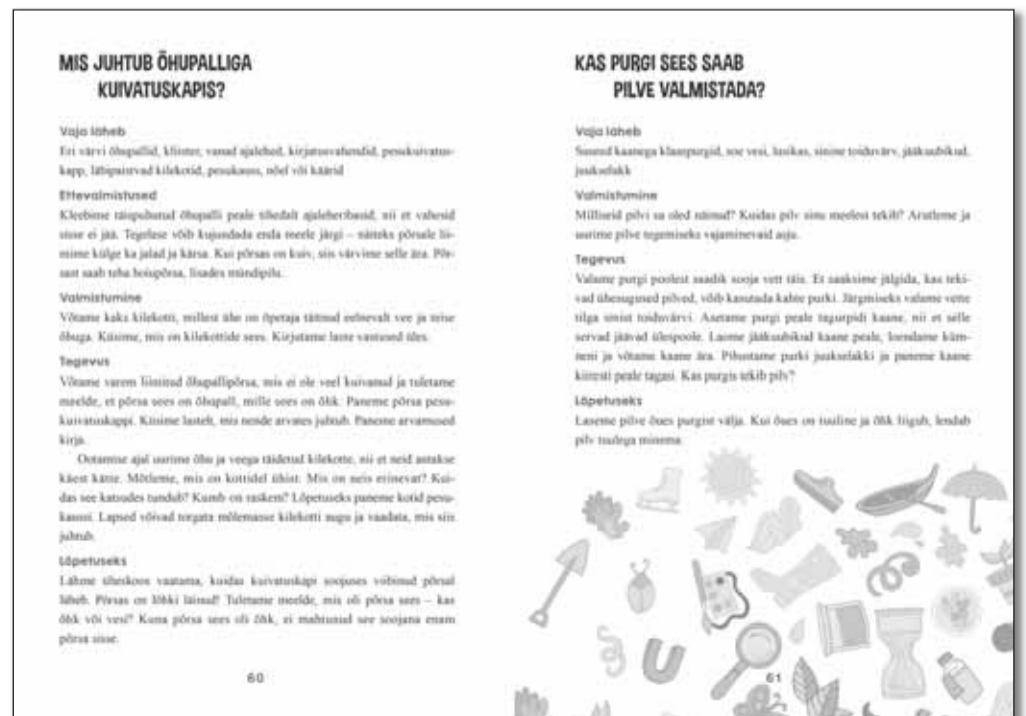 MIS JUHTUB ÕHUPALLIGA
KUIVATUSKAPIS?
Vaja läheb
Eri värvi õhupallid, kliister, vanad ajalehed, kirjatusvahendid, pesukuivatus-
kapp, läbipaistvad kilekotid, pesukauss, nõel või käärid
Ettevalmistused
Kleebime täispuhutud õhupalli peale tihedalt ajaleheribasid, nii et vahesid
sisse ei jää. Tegelase võib kujundada enda meele järgi – näiteks põrsale lii-
mime külge ka jalad ja kärsa. Kui põrsas on kuiv, siis värvime selle ära. Põr-
sast saab teha hoiupõrsa, lisades mündipilu.
Valmistumine
Võtame kaks kilekotti, millest ühe on õpetaja täitnud eelnevalt vee ja teise
õhuga. Küsime, mis on kilekottide sees. Kirjutame laste vastused üles.
Tegevus
Võtame varem liimitud õhupallipõrsa, mis ei ole veel kuivanud ja tuletame
meelde, et põrsa sees on õhupall, mille sees on õhk. Paneme põrsa pesu-
kuivatuskappi. Küsime lastelt, mis nende arvates juhtub. Paneme arvamused
kirja.
Ootamise ajal uurime õhu ja veega täidetud kilekotte, nii et neid antakse
käest kätte. Mõtleme, mis on kottidel ühist. Mis on neis erinevat? Kui-
das see katsudes tundub? Kumb on raskem? Lõpetuseks paneme kotid pesu-
kaussi. Lapsed võivad torgata mõlemasse kilekotti augu ja vaadata, mis siis
juhtub.
Lõpetuseks
Lähme üheskoos vaatama, kuidas kuivatuskapi soojuses viibinud põrsal
läheb. Põrsas on lõhki läinud! Tuletame meelde, mis oli põrsa sees – kas
õhk või vesi? Kuna põrsa sees oli õhk, ei mahtunud see soojana enam
põrsa sisse.
60
KAS PURGI SEES SAAB
PILVE VALMISTADA?
Vaja läheb
Suured kaanega klaaspurgid, soe vesi, lusikas, sinine toiduvärv, jääkuubikud,
juukselakk
Valmistumine
Milliseid pilvi sa oled näinud? Kuidas pilv sinu meelest tekib? Arutleme ja
uurime pilve tegemiseks vajaminevaid asju.
Tegevus
Valame purgi poolest saadik sooja vett täis. Et saaksime jälgida, kas teki-
vad ühesugused pilved, võib kasutada kahte purki. Järgmiseks valame vette
tilga sinist toiduvärvi. Asetame purgi peale tagurpidi kaane, nii et selle
servad jäävad ülespoole. Laome jääkuubikud kaane peale, loendame küm-
neni ja võtame kaane ära. Pihustame purki juukselakki ja paneme kaane
kiiresti peale tagasi. Kas purgis tekib pilv?
Lõpetuseks
Laseme pilve õues purgist välja. Kui õues on tuuline ja õhk liigub, lendab
pilv tuulega minema.
61